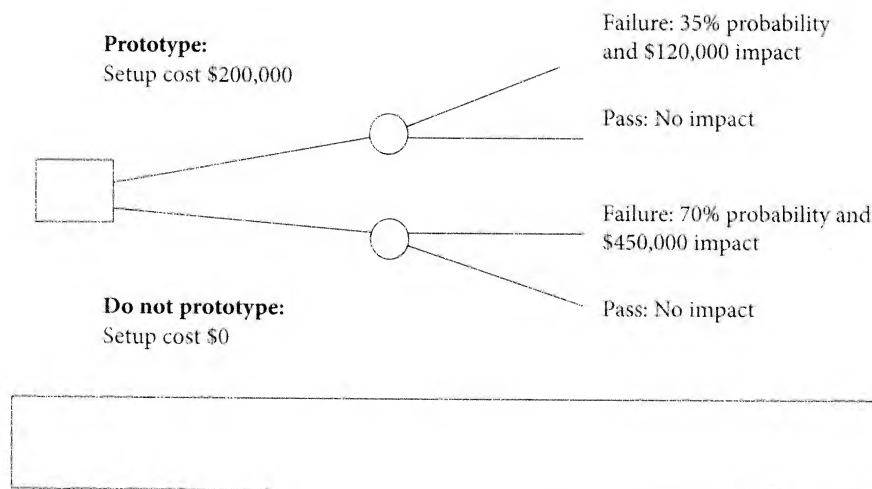 Prototype:
Setup cost $200,000
Failure: 35% probability
and $120,000 impact
Pass: No impact
Failure: 70% probability and
$450,000 impact
Do not prototype:
Setup cost $0
Pass: No impact